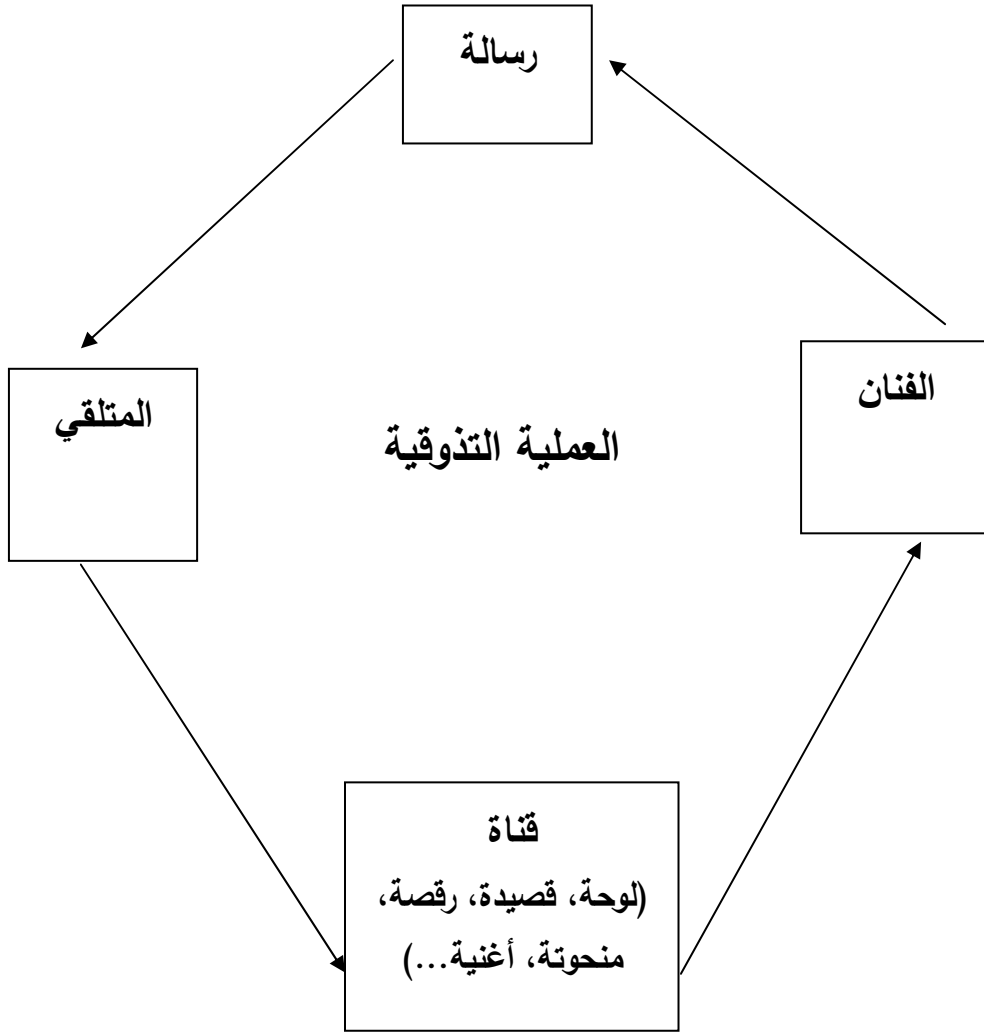 رسالة
الفنان
المتلقي
العملية التذوقية
قناة
(لوحة، قصيدة، رقصة،
منحوتة، أغنية...)